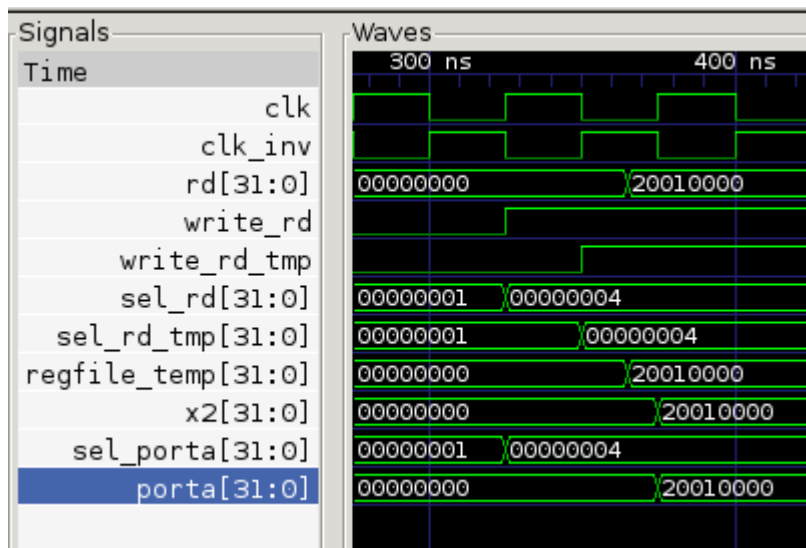 Signals Waves
Time 300 ns 400 ns
clk
clk_inv
rd[31:0] 00000000 20010000
write_rd
write_rd_tmp
sel_rd[31:0] 00000001 00000004
sel_rd_tmp[31:0] 00000001 00000004
regfile_temp[31:0] 00000000 20010000
x2[31:0] 00000000 20010000
sel_porta[31:0] 00000001 00000004
porta[31:0] 00000000 20010000